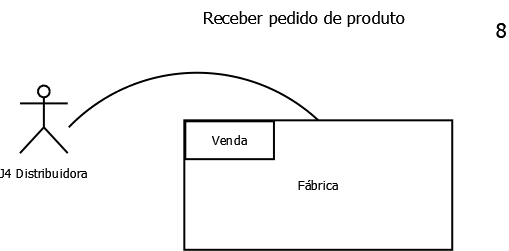 Receber pedido de produto
8
Venda
J4 Distribuidora
Fábrica